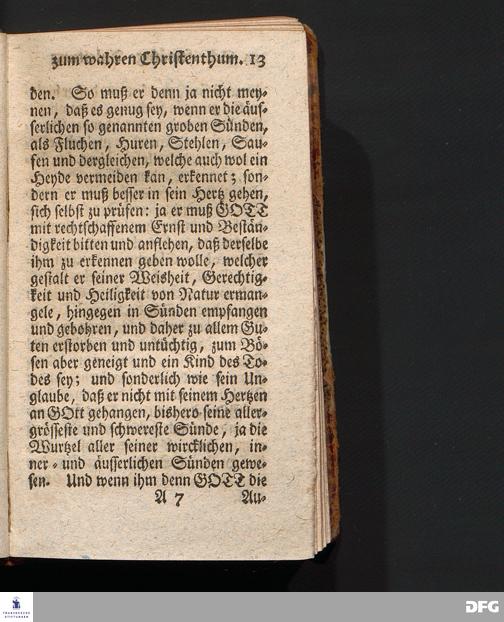 zum wahren Christenthum. 13
den. So muß er denn ja nicht mey-
nen, daß es genug sey, wenn er die äus-
serlichen so genannten groben Sünden,
als Fluchen, Huren, Stehlen, Sau-
fen und dergleichen, welche auch wol ein
Heyde vermeiden kan, erkennet; son-
dern er muß besser in sein Hertz gehen,
sich selbst zu prüfen: ja er muß GOTT
mit rechtschaffenem Ernst und Bestän-
digkeit bitten und anflehen, daß derselbe
ihm zu erkennen geben wolle, welcher
gestalt er seiner Weisheit, Gerechtig-
keit und Heiligkeit von Natur erman-
gele, hingegen in Sünden empfangen
und gebohren, und daher zu allem Gu-
ten erstorben und untüchtig, zum Bö-
sen aber geneigt und ein Kind des To-
des sey; und sonderlich wie sein Un-
glaube, daß er nicht mit seinem Hertzen
an GOtt gehangen, bishero seine aller-
grösseste und schwereste Sünde, ja die
Wurtzel aller seiner wircklichen, in-
ner- und äusserlichen Sünden gewe-
sen. Und wenn ihm denn GOTT die
A 7 Au-
FRANCKESCHE
STIFTUNGEN
DFG